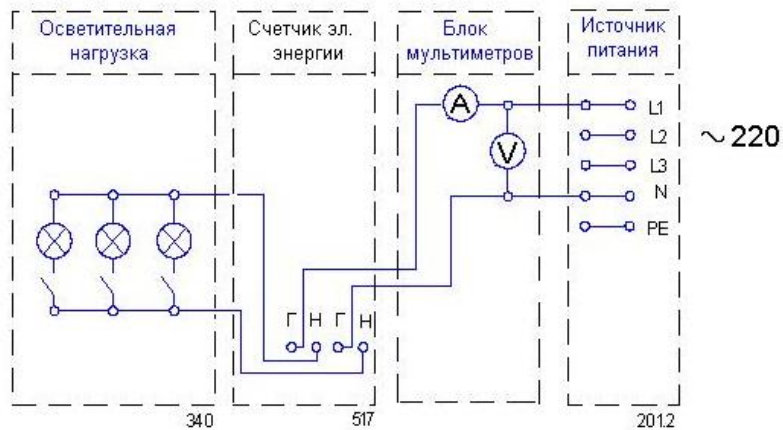 Осветительная
нагрузка
Счетчик эл.
энергии
Блок
мультиметров
Источник
питания
A
V
L1
L2
L3
N
PE
~ 220
Г Н Г Н
340
517
201.2